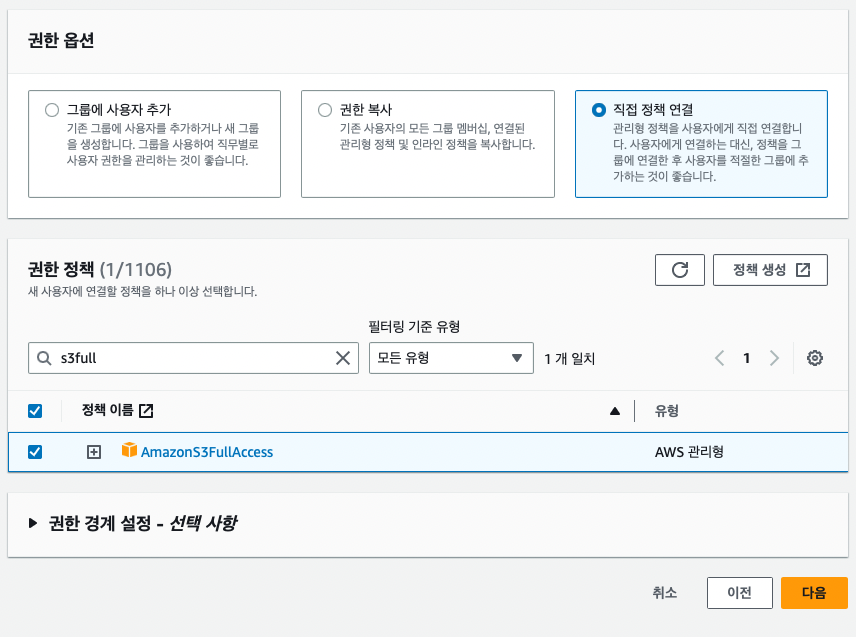 권한 옵션
그룹에 사용자 추가
기존 그룹에 사용자를 추가하거나 새 그룹
을 생성합니다. 그룹을 사용하여 직무별로
사용자 권한을 관리하는 것이 좋습니다.
권한 복사
기존 사용자의 모든 그룹 멤버십, 연결된
관리형 정책 및 인라인 정책을 복사합니다.
직접 정책 연결
관리형 정책을 사용자에게 직접 연결합니
다. 사용자에게 연결하는 대신, 정책을 그
룹에 연결한 후 사용자를 적절한 그룹에 추
가하는 것이 좋습니다.
권한 정책 (1/1106)
새 사용자에 연결할 정책을 하나 이상 선택합니다.
정책 생성
필터링 기준 유형
s3full
모든 유형
1 개 일치
1
정책 이름
유형
AmazonS3FullAccess
AWS 관리형
권한 경계 설정 - 선택 사항
취소
이전
다음